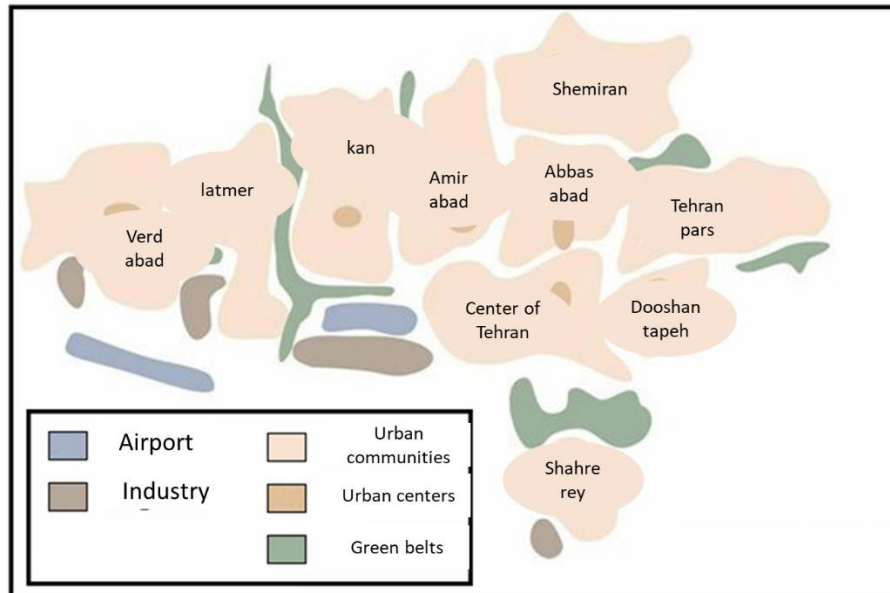 Shemiran
kan
latmer
Amir
abad
Abbas
abad
Tehran
pars
Verd
abad
Center of
Tehran
Dooshan
tapeh
Shahre
rey
Airport
Industry
Urban
communities
Urban centers
Green belts